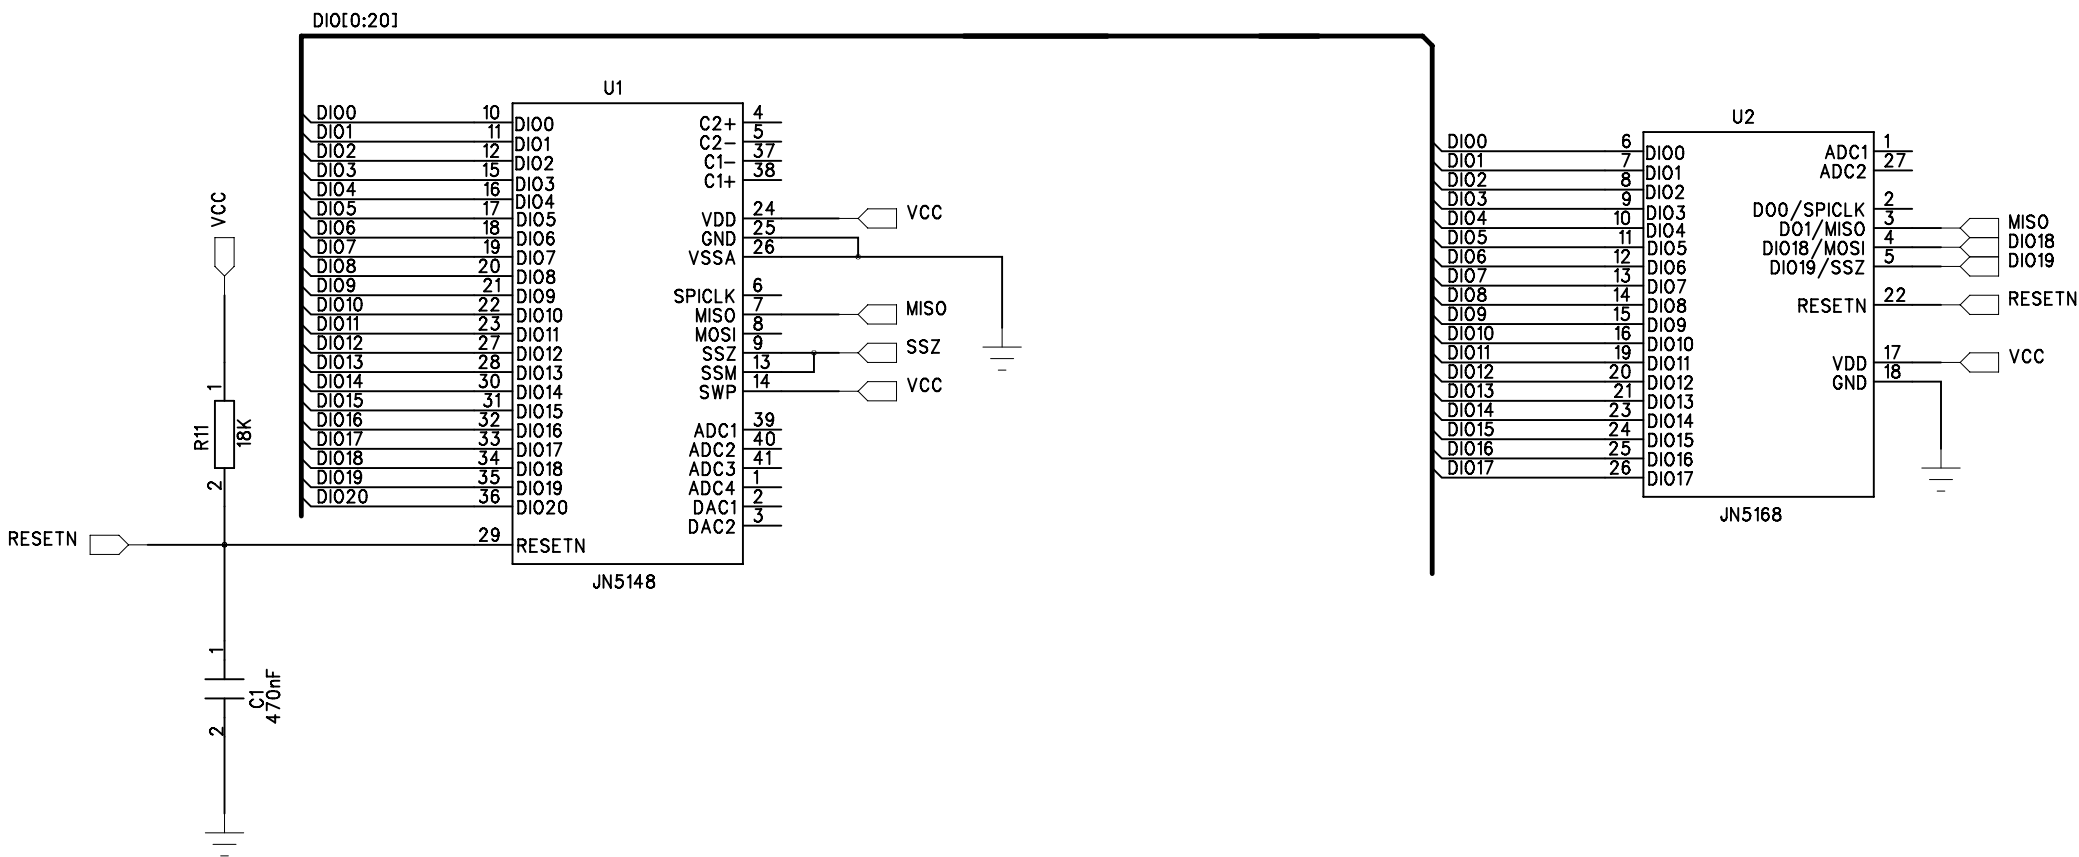 DIO[0:20]
U1
DIO0 10 DIO0
DIO1 11 DIO1
DIO2 12 DIO2
DIO3 15 DIO3
DIO4 16 DIO4
DIO5 17 DIO5
DIO6 18 DIO6
DIO7 19 DIO7
DIO8 20 DIO8
DIO9 21 DIO9
DIO10 22 DIO10
DIO11 23 DIO11
DIO12 27 DIO12
DIO13 28 DIO13
DIO14 30 DIO14
DIO15 31 DIO15
DIO16 32 DIO16
DIO17 33 DIO17
DIO18 34 DIO18
DIO19 35 DIO19
DIO20 36 DIO20
RESETN 29 RESETN
C2+ 4
C2- 5
C1- 37
C1+ 38
VDD 24 VCC
GND 25
VSSA 26
SPICLK 6
MISO 7 MISO
MOSI 8
SSZ 9 SSZ
SSM 13
SWP 14 VCC
ADC1 39
ADC2 40
ADC3 41
ADC4 1
DAC1 2
DAC2 3
JN5148
VCC
1
R11
18K
2
1
C1
470nF
2
U2
DIO0 6 DIO0
DIO1 7 DIO1
DIO2 8 DIO2
DIO3 9 DIO3
DIO4 10 DIO4
DIO5 11 DIO5
DIO6 12 DIO6
DIO7 13 DIO7
DIO8 14 DIO8
DIO9 15 DIO9
DIO10 16 DIO10
DIO11 19 DIO11
DIO12 20 DIO12
DIO13 21 DIO13
DIO14 23 DIO14
DIO15 24 DIO15
DIO16 25 DIO16
DIO17 26 DIO17
ADC1 1
ADC2 27
DO0/SPICLK 2
DO1/MISO 3 MISO
DIO18/MOSI 4 DIO18
DIO19/SSZ 5 DIO19
RESETN 22 RESETN
VDD 17 VCC
GND 18
JN5168